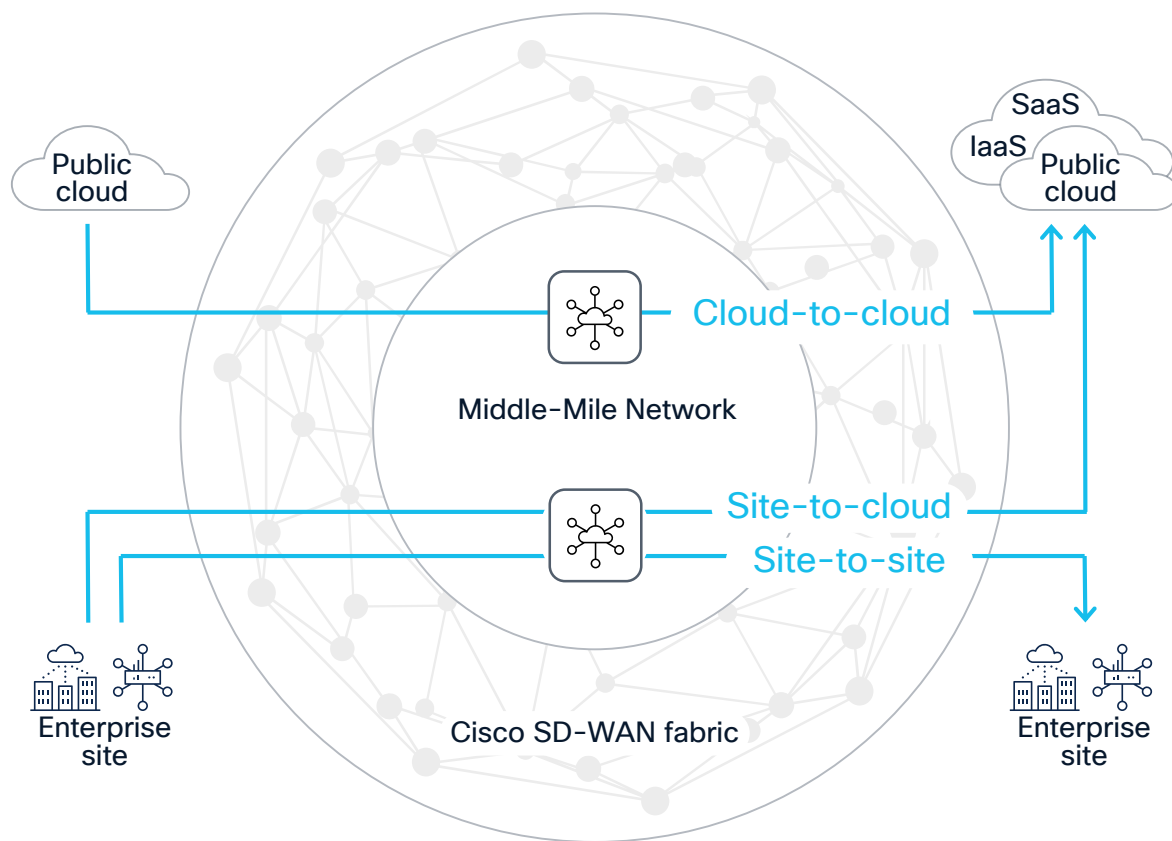 Public
cloud
SaaS
IaaS
Public
cloud
Cloud-to-cloud
Middle-Mile Network
Site-to-cloud
Site-to-site
Enterprise
site
Cisco SD-WAN fabric
Enterprise
site